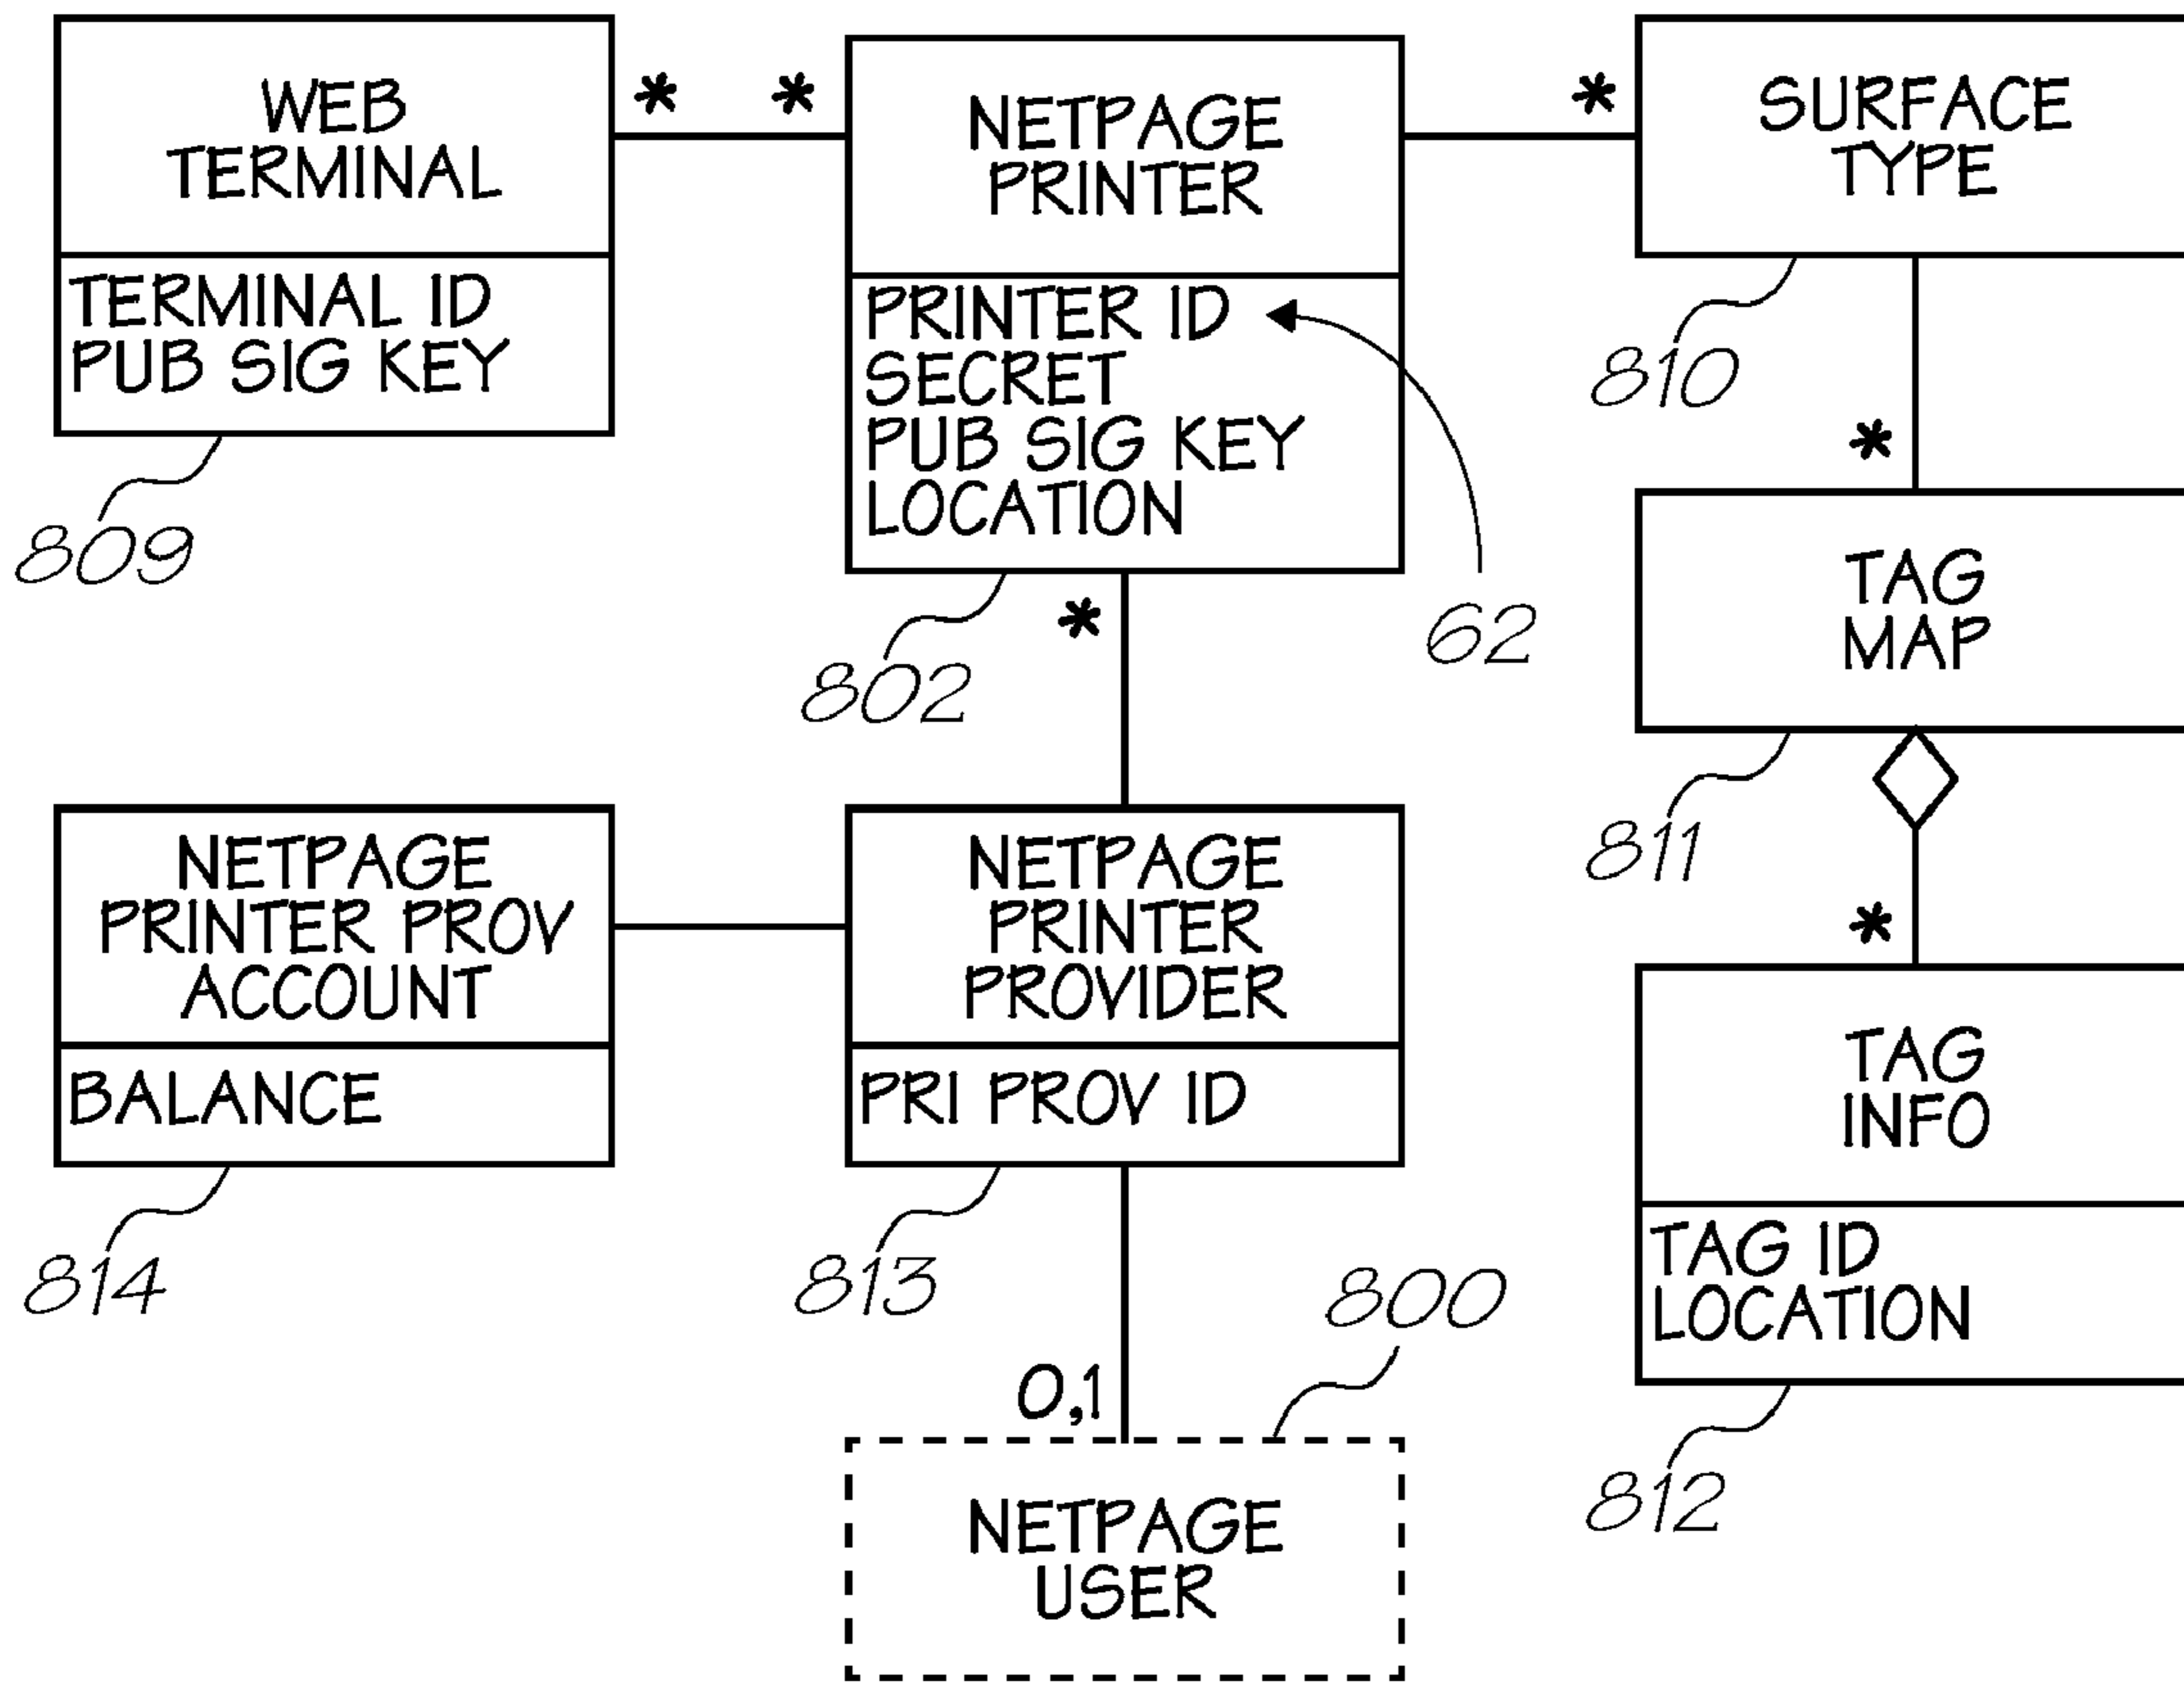 WEB
TERMINAL
TERMINAL ID
PUB SIG KEY
809
*
*
NETPAGE
PRINTER
PRINTER ID
SECRET
PUB SIG KEY
LOCATION
802
62
*
*
SURFACE
TYPE
810
*
TAG
MAP
811
*
TAG
INFO
TAG ID
LOCATION
812
NETPAGE
PRINTER PROV
ACCOUNT
BALANCE
814
NETPAGE
PRINTER
PROVIDER
PRI PROV ID
813
800
0,1
NETPAGE
USER